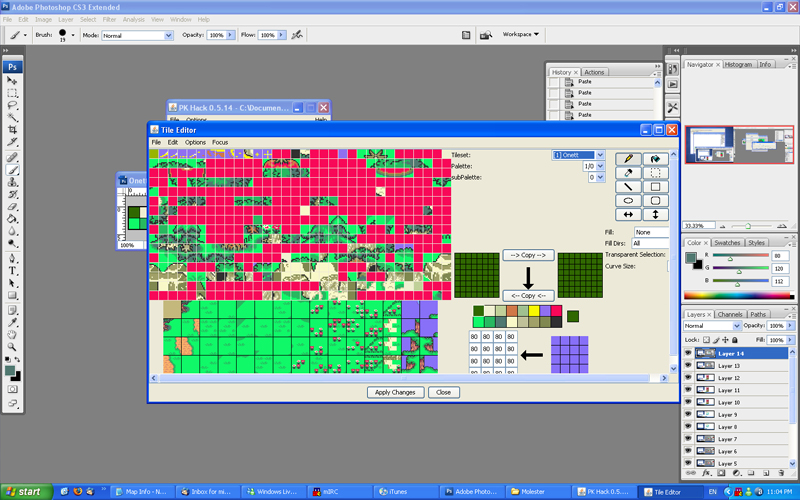 Adobe Photoshop CS3 Extended
File Edit Image Layer Select Filter Analysis View Window PK Hack Help
Brush: 19 Mode: Normal Opacity: 100% Flow: 100% Workspace
History × Actions
Paste
Paste
Paste
Paste
Navigator × Histogram Info
33.33%
PK Hack 0.5.14 - C:\Documen...
File Options Help
Tile Editor
File Edit Options Focus
Tileset: [1] Onett
Palette: 1/0
subPalette: 0
Onett
100%
Fill: None
Fill Dirs: All
Transparent Selection:
Curve Size:
--> Copy -->
<-- Copy <--
80 80 80 80
80 80 80 80
80 80 80 80
80 80 80 80
Apply Changes Close
Color × Swatches Styles
R 80
G 120
B 112
Layers × Channels Paths
Normal Opacity: 100%
Lock: Fill: 100%
Layer 14
Layer 13
Layer 12
Layer 11
Layer 10
Layer 9
Layer 8
Layer 7
Layer 6
Layer 5
start Map Info - N... Inbox for mi... Windows Liv... mIRC iTunes Adobe Photo... Molester PK Hack 0.5.14 Tile Editor EN 11:04 PM